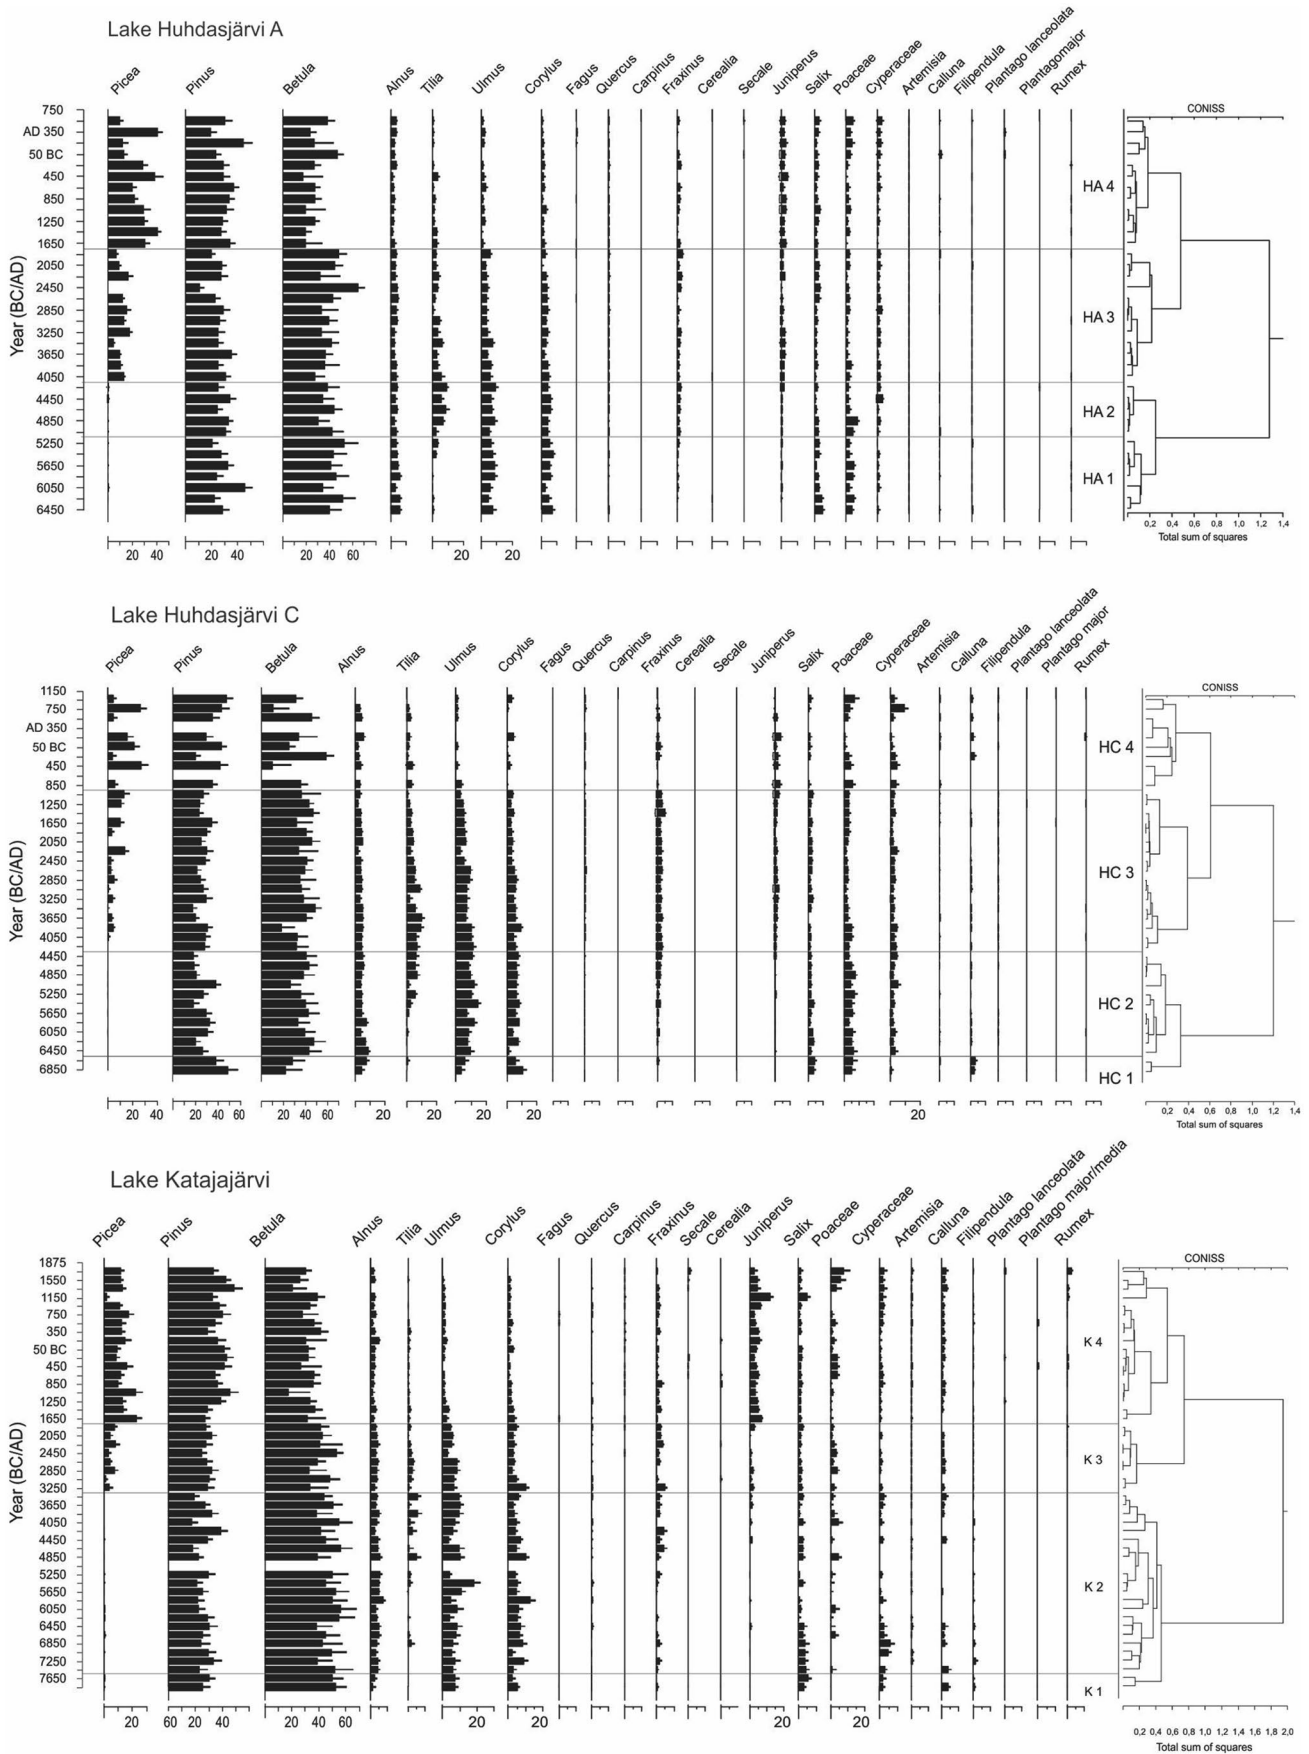 Lake Huhdasjärvi A
Picea Pinus Betula Alnus Tilia Ulmus Corylus Fagus Quercus Carpinus Fraxinus Cerealia Secale Juniperus Salix Poaceae Cyperaceae Artemisia Calluna Filipendula Plantago lanceolata Plantagomajor Rumex
CONISS
Year (BC/AD)
750
AD 350
50 BC
450
850
1250
1650
2050
2450
2850
3250
3650
4050
4450
4850
5250
5650
6050
6450
HA 4
HA 3
HA 2
HA 1
20 40 20 40 20 40 60 20 20
0,2 0,4 0,6 0,8 1,0 1,2 1,4
Total sum of squares
Lake Huhdasjärvi C
Picea Pinus Betula Alnus Tilia Ulmus Corylus Fagus Quercus Carpinus Fraxinus Cerealia Secale Juniperus Salix Poaceae Cyperaceae Artemisia Calluna Filipendula Plantago lanceolata Plantago major Rumex
CONISS
Year (BC/AD)
1150
750
AD 350
50 BC
450
850
1250
1650
2050
2450
2850
3250
3650
4050
4450
4850
5250
5650
6050
6450
6850
HC 4
HC 3
HC 2
HC 1
20 40 20 40 60 20 40 60 20 20 20 20 20
0,2 0,4 0,6 0,8 1,0 1,2 1,4
Total sum of squares
Lake Katajajärvi
Picea Pinus Betula Alnus Tilia Ulmus Corylus Fagus Quercus Carpinus Fraxinus Secale Cerealia Juniperus Salix Poaceae Cyperaceae Artemisia Calluna Filipendula Plantago lanceolata Plantago major/media Rumex
CONISS
Year (BC/AD)
1875
1550
1150
750
350
50 BC
450
850
1250
1650
2050
2450
2850
3250
3650
4050
4450
4850
5250
5650
6050
6450
6850
7250
7650
K 4
K 3
K 2
K 1
20 60 20 40 20 40 60 20 20 20 20
0,2 0,4 0,6 0,8 1,0 1,2 1,4 1,6 1,8 2,0
Total sum of squares